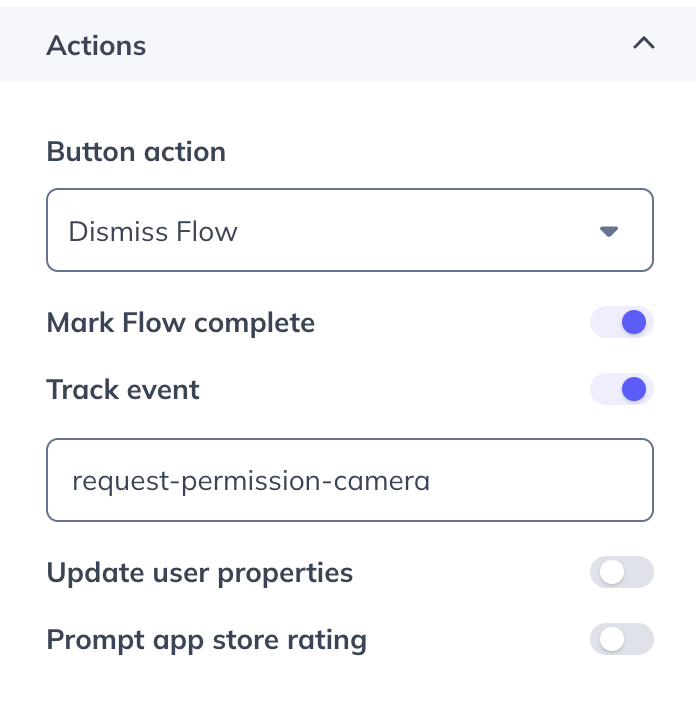 Actions
Button action
Dismiss Flow
Mark Flow complete
Track event
request-permission-camera
Update user properties
Prompt app store rating